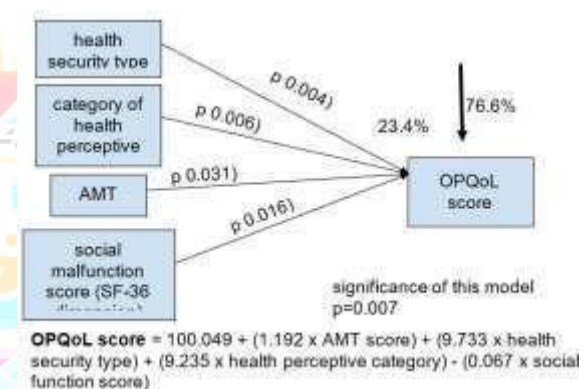 health
security type
category of
health
perceptive
AMT
social
malfunction
score (SF-36
p 0.004)
p 0.006)
p 0.031)
p 0.016)
23.4%
76.6%
OPQoL
score
significance of this model
p=0.007
OPQoL score = 100.049 + (1.192 x AMT score) + (9.733 x health
security type) + (9.235 x health perceptive category) - (0.067 x social
function score)